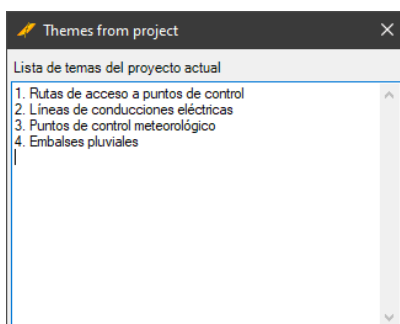 Themes from project
Lista de temas del proyecto actual
1. Rutas de acceso a puntos de control
2. Líneas de conducciones eléctricas
3. Puntos de control meteorológico
4. Embalses pluviales